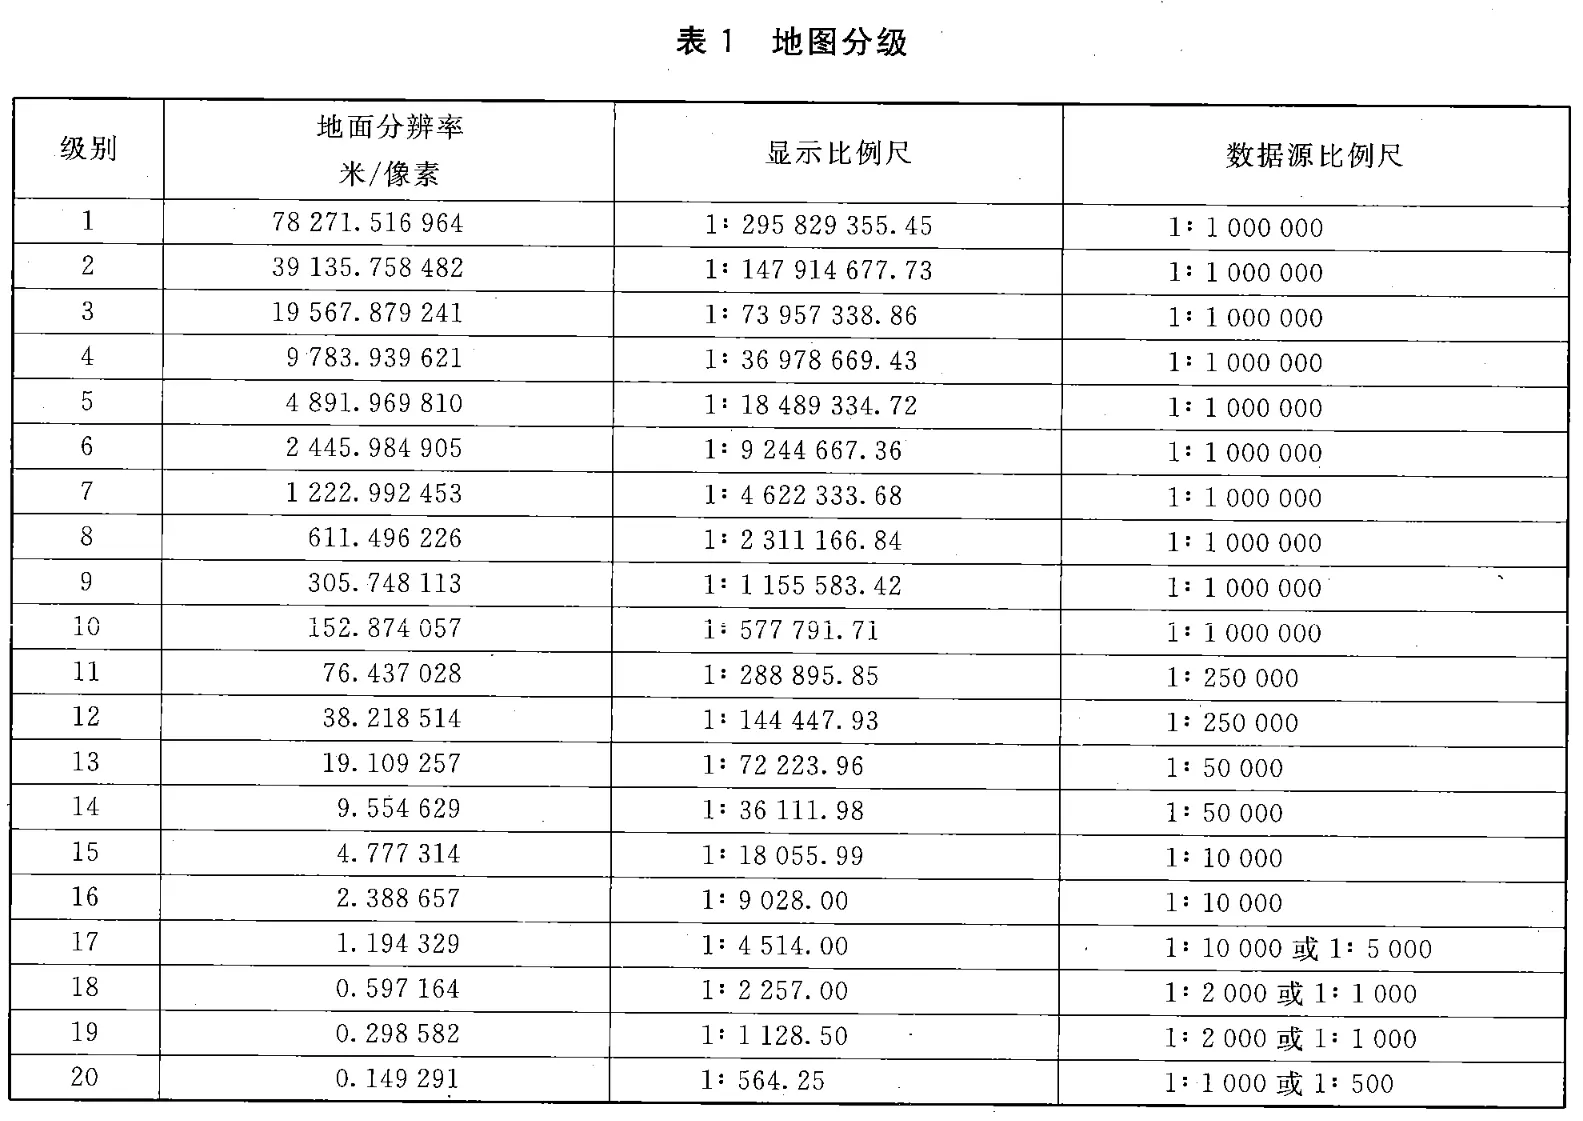 表 1 地图分级
级别 地面分辨率 米/像素 显示比例尺 数据源比例尺
1 78 271.516 964 1∶295 829 355.45 1∶1 000 000
2 39 135.758 482 1∶147 914 677.73 1∶1 000 000
3 19 567.879 241 1∶73 957 338.86 1∶1 000 000
4 9 783.939 621 1∶36 978 669.43 1∶1 000 000
5 4 891.969 810 1∶18 489 334.72 1∶1 000 000
6 2 445.984 905 1∶9 244 667.36 1∶1 000 000
7 1 222.992 453 1∶4 622 333.68 1∶1 000 000
8 611.496 226 1∶2 311 166.84 1∶1 000 000
9 305.748 113 1∶1 155 583.42 1∶1 000 000
10 152.874 057 1∶577 791.71 1∶1 000 000
11 76.437 028 1∶288 895.85 1∶250 000
12 38.218 514 1∶144 447.93 1∶250 000
13 19.109 257 1∶72 223.96 1∶50 000
14 9.554 629 1∶36 111.98 1∶50 000
15 4.777 314 1∶18 055.99 1∶10 000
16 2.388 657 1∶9 028.00 1∶10 000
17 1.194 329 1∶4 514.00 1∶10 000 或 1∶5 000
18 0.597 164 1∶2 257.00 1∶2 000 或 1∶1 000
19 0.298 582 1∶1 128.50 1∶2 000 或 1∶1 000
20 0.149 291 1∶564.25 1∶1 000 或 1∶500